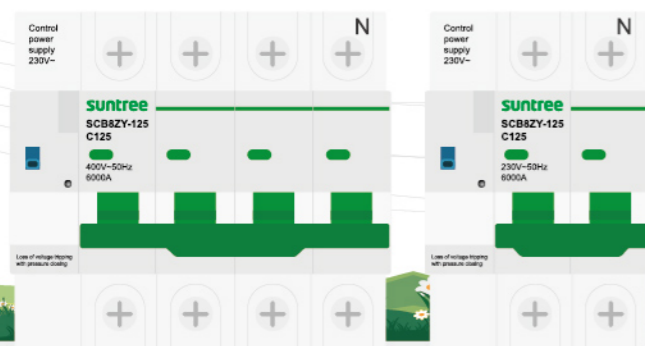 Control
power
supply
230V~
N
suntree
SCB8ZY-125
C125
400V~50Hz
6000A
Loss of voltage tripping
with pressure closing
Control
power
supply
230V~
N
suntree
SCB8ZY-125
C125
230V~50Hz
6000A
Loss of voltage tripping
with pressure closing